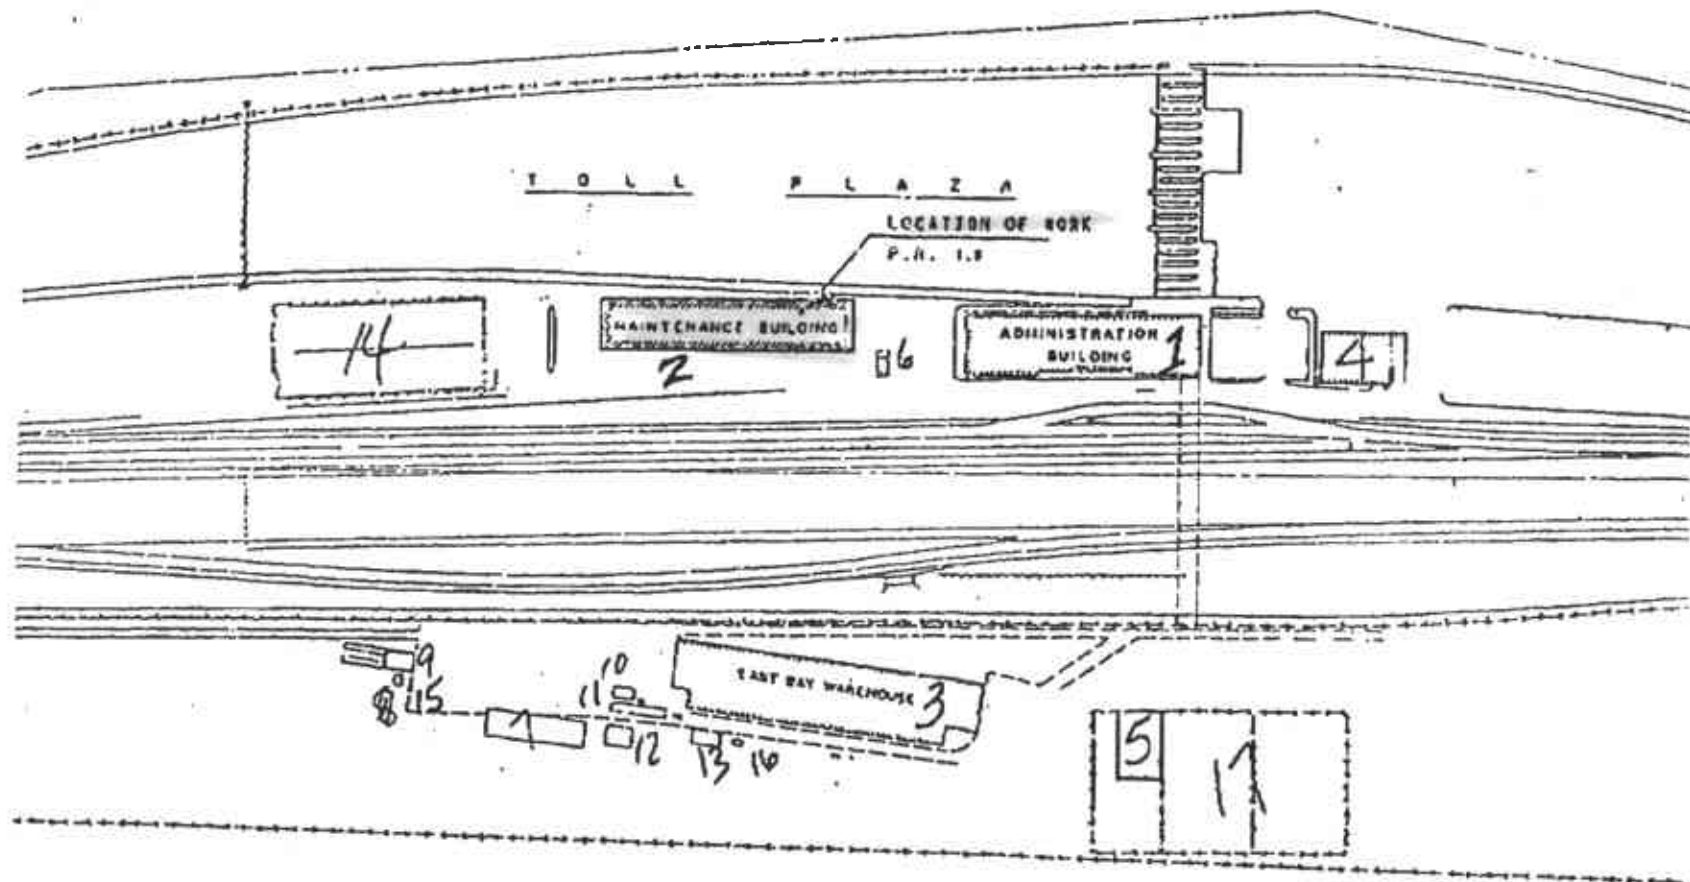 TOLL PLAZA
LOCATION OF WORK
14
MAINTENANCE BUILDING
2
6
ADMINISTRATION
BUILDING
1
4
9
8
15
10
11
7
12
EAST BAY WAREHOUSE
3
13
16
5
17